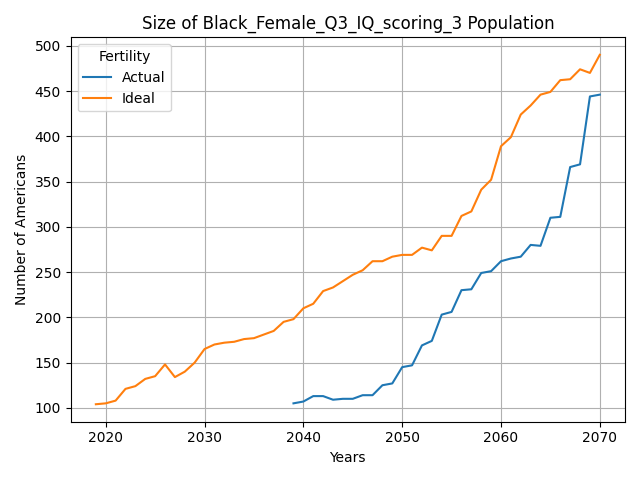 Size of Black_Female_Q3_IQ_scoring_3 Population
Fertility
Actual
Ideal
Number of Americans
500
450
400
350
300
250
200
150
100
2020 2030 2040 2050 2060 2070
Years